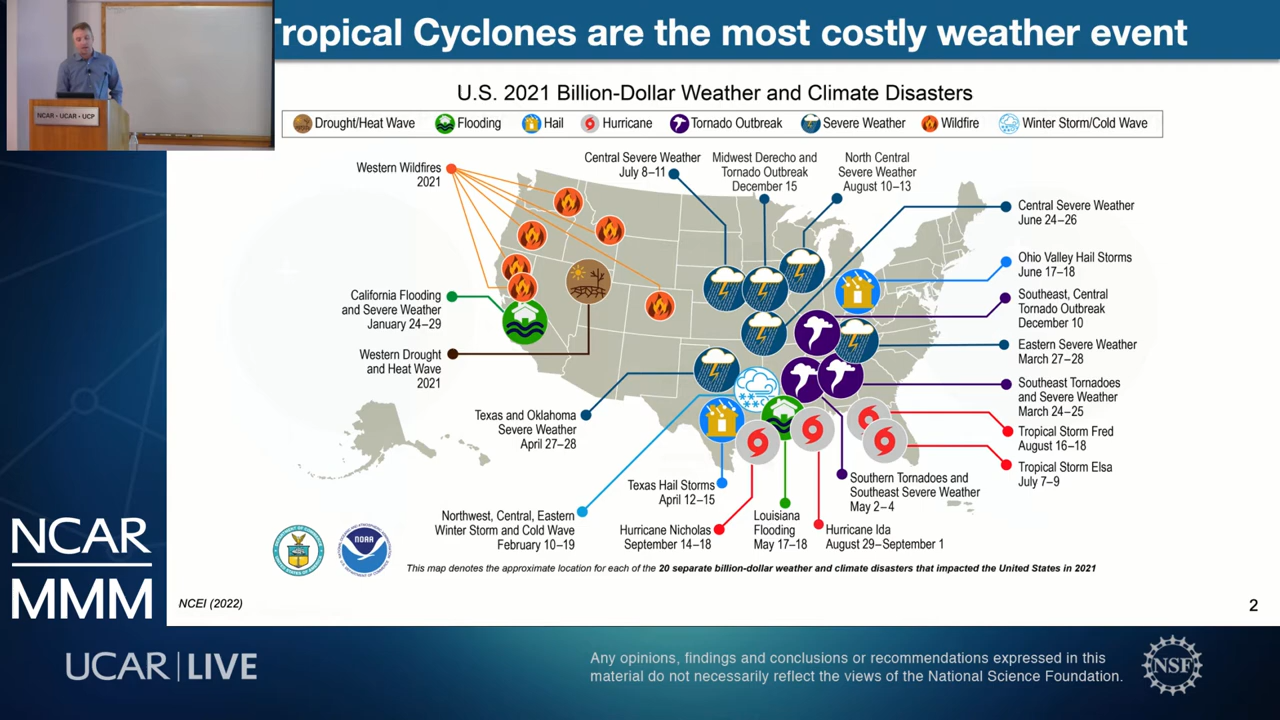 Tropical Cyclones are the most costly weather event
NCAR • UCAR • UCP
U.S. 2021 Billion-Dollar Weather and Climate Disasters
Drought/Heat Wave Flooding Hail Hurricane Tornado Outbreak Severe Weather Wildfire Winter Storm/Cold Wave
Western Wildfires
2021
Central Severe Weather
July 8–11
Midwest Derecho and
Tornado Outbreak
December 15
North Central
Severe Weather
August 10–13
Central Severe Weather
June 24–26
Ohio Valley Hail Storms
June 17–18
California Flooding
and Severe Weather
January 24–29
Southeast, Central
Tornado Outbreak
December 10
Western Drought
and Heat Wave
2021
Eastern Severe Weather
March 27–28
Southeast Tornadoes
and Severe Weather
March 24–25
Texas and Oklahoma
Severe Weather
April 27–28
Tropical Storm Fred
August 16–18
Tropical Storm Elsa
July 7–9
Texas Hail Storms
April 12–15
Southern Tornadoes and
Southeast Severe Weather
May 2–4
Northwest, Central, Eastern
Winter Storm and Cold Wave
February 10–19
Hurricane Nicholas
September 14–18
Louisiana
Flooding
May 17–18
Hurricane Ida
August 29–September 1
NOAA
This map denotes the approximate location for each of the 20 separate billion-dollar weather and climate disasters that impacted the United States in 2021
NCAR
MMM
NCEI (2022)
2
UCAR | LIVE
Any opinions, findings and conclusions or recommendations expressed in this
material do not necessarily reflect the views of the National Science Foundation.
NSF